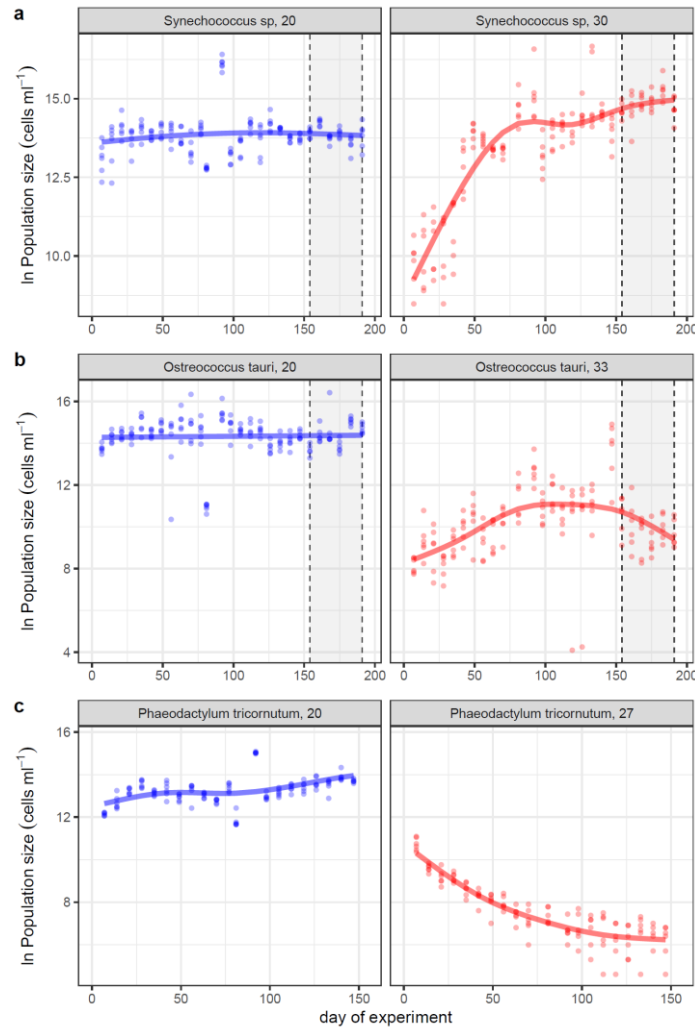 a
Synechococcus sp, 20
Synechococcus sp, 30
ln Population size (cells ml⁻¹)
15.0
12.5
10.0
0 50 100 150 200
0 50 100 150 200
b
Ostreococcus tauri, 20
Ostreococcus tauri, 33
ln Population size (cells ml⁻¹)
16
12
8
4
0 50 100 150 200
0 50 100 150 200
c
Phaeodactylum tricornutum, 20
Phaeodactylum tricornutum, 27
ln Population size (cells ml⁻¹)
16
12
8
0 50 100 150
0 50 100 150
day of experiment